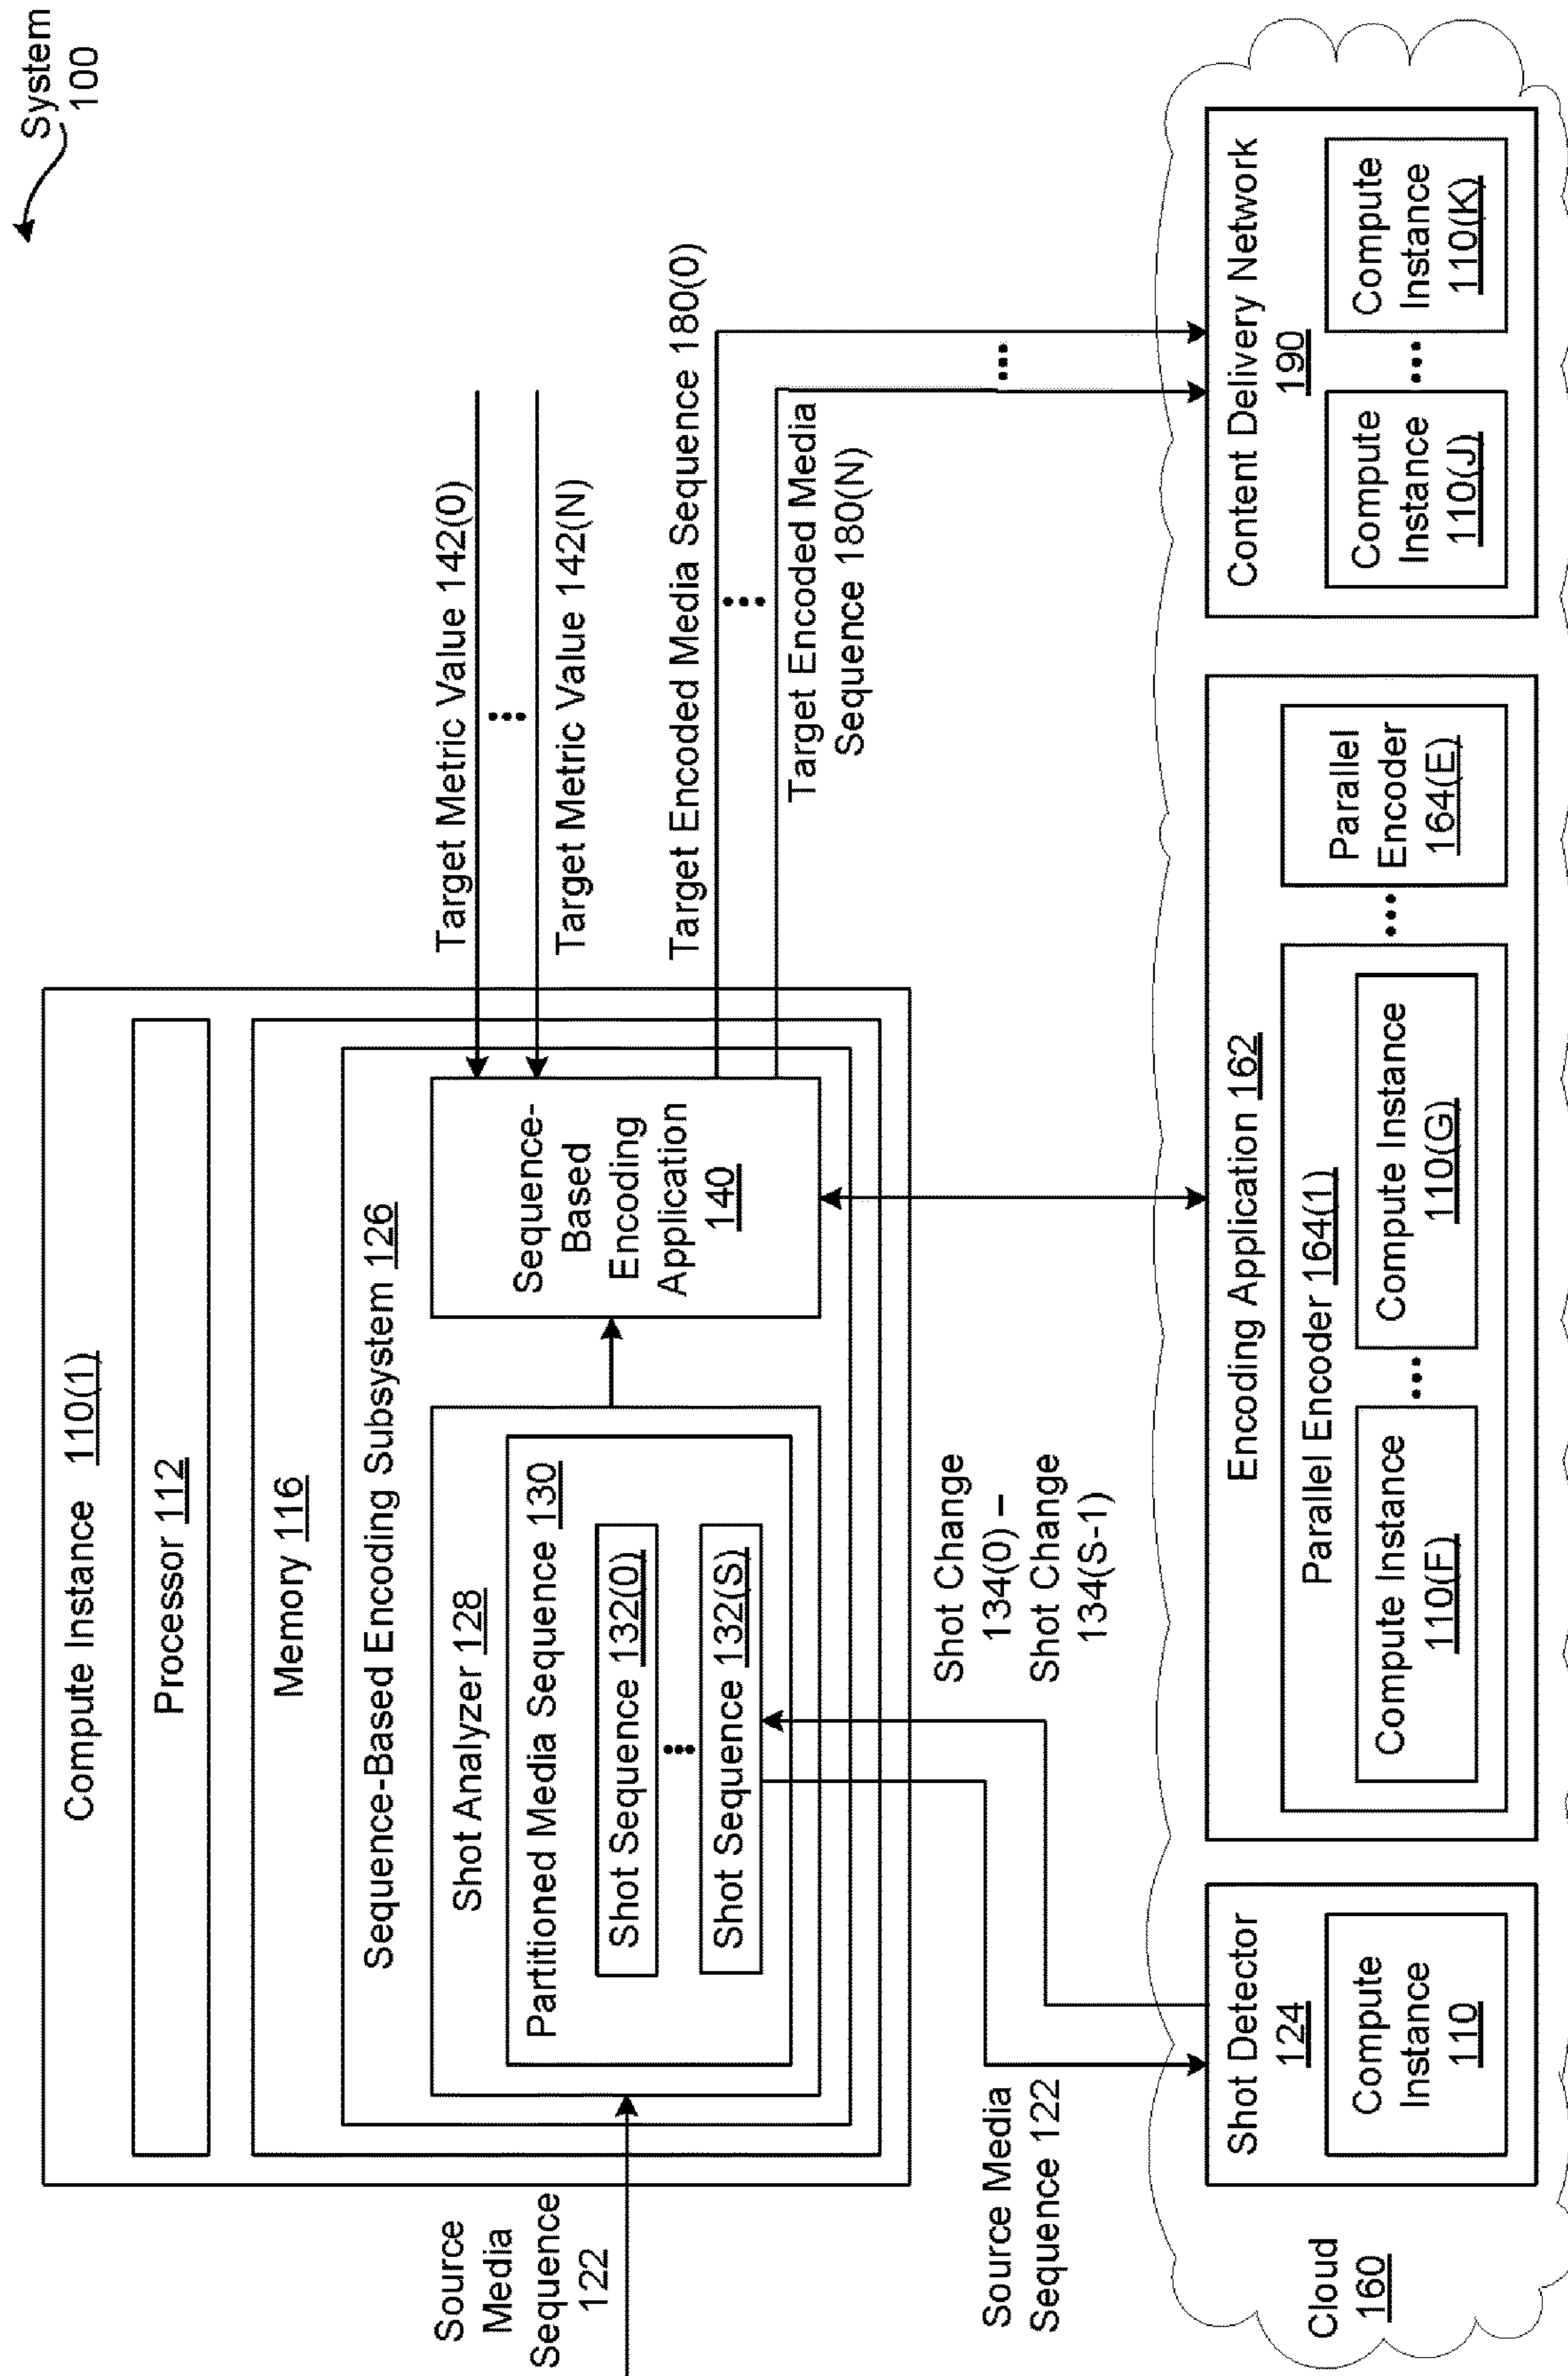 System
100
Compute Instance 110(1)
Processor 112
Memory 116
Sequence-Based Encoding Subsystem 126
Shot Analyzer 128
Partitioned Media Sequence 130
Shot Sequence 132(0)
...
Shot Sequence 132(S)
Sequence-
Based
Encoding
Application
140
Source
Media
Sequence
122
Target Metric Value 142(0)
...
Target Metric Value 142(N)
Target Encoded Media Sequence 180(0)
...
Target Encoded Media
Sequence 180(N)
...
Source Media
Sequence 122
Shot Change
134(0) –
Shot Change
134(S-1)
Cloud
160
Shot Detector
124
Compute
Instance
110
Encoding Application 162
Parallel Encoder 164(1)
Compute Instance
110(F)
...
Compute Instance
110(G)
...
Parallel
Encoder
164(E)
Content Delivery Network
190
Compute
Instance
110(J)
...
Compute
Instance
110(K)